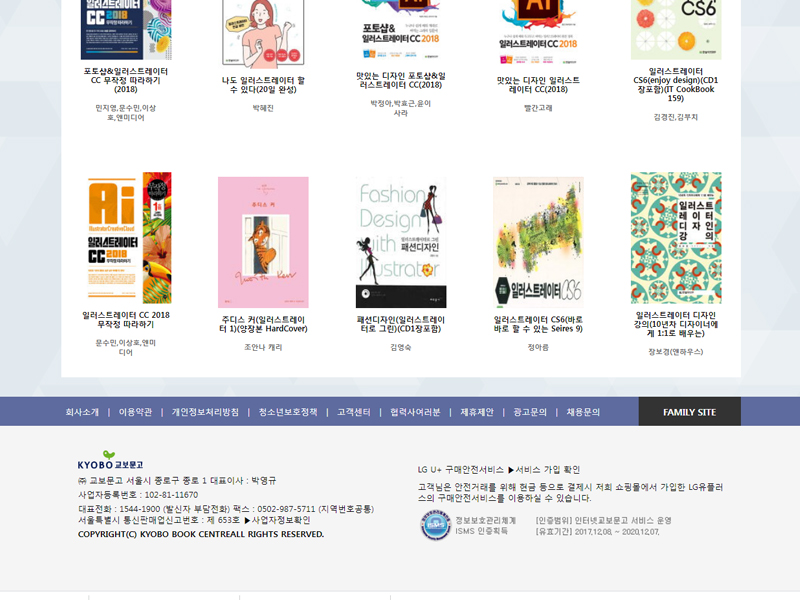 CC 2018
포토샵&
일러스트레이터 CC 2018
일러스트레이터 CC 2018
CS6
포토샵&일러스트레이터
CC 무작정 따라하기
(2018)
민지영,문수민,이상
호,앤미디어
나도 일러스트레이터 할
수 있다(20일 완성)
박혜진
맛있는 디자인 포토샵&일
러스트레이터 CC(2018)
박정아,박효근,윤이
사라
맛있는 디자인 일러스트
레이터 CC(2018)
빨간고래
일러스트레이터
CS6(enjoy design)(CD1
장포함)(IT CookBook
159)
김경진,김부치
Ai
일러스트레이터
CC 2018
주디스 커
Fashion
Design
with
Illustrator
패션디자인
일러스트레이터 CS6
일러스트
레이터
디자인
강의
일러스트레이터 CC 2018
무작정 따라하기
문수민,이상호,앤미
디어
주디스 커(일러스트레이
터 1)(양장본 HardCover)
조안나 캐리
패션디자인(일러스트레이
터로 그린)(CD1장포함)
김영숙
일러스트레이터 CS6(바로
바로 할 수 있는 Seires 9)
정아름
일러스트레이터 디자인
강의(10년차 디자이너에
게 1:1로 배우는)
장보경(앤하우스)
회사소개 | 이용약관 | 개인정보처리방침 | 청소년보호정책 | 고객센터 | 협력사여러분 | 제휴제안 | 광고문의 | 채용문의
FAMILY SITE
KYOBO 교보문고
㈜ 교보문고 서울시 종로구 종로 1 대표이사 : 박영규
사업자등록번호 : 102-81-11670
대표전화 : 1544-1900 (발신자 부담전화) 팩스 : 0502-987-5711 (지역번호공통)
서울특별시 통신판매업신고번호 : 제 653호 ▶사업자정보확인
COPYRIGHT(C) KYOBO BOOK CENTREALL RIGHTS RESERVED.
LG U+ 구매안전서비스 ▶서비스 가입 확인
고객님은 안전거래를 위해 현금 등으로 결제시 저희 쇼핑몰에서 가입한 LG유플러
스의 구매안전서비스를 이용하실 수 있습니다.
정보보호관리체계
ISMS 인증획득
[인증범위] 인터넷교보문고 서비스 운영
[유효기간] 2017.12.08. ~ 2020.12.07.